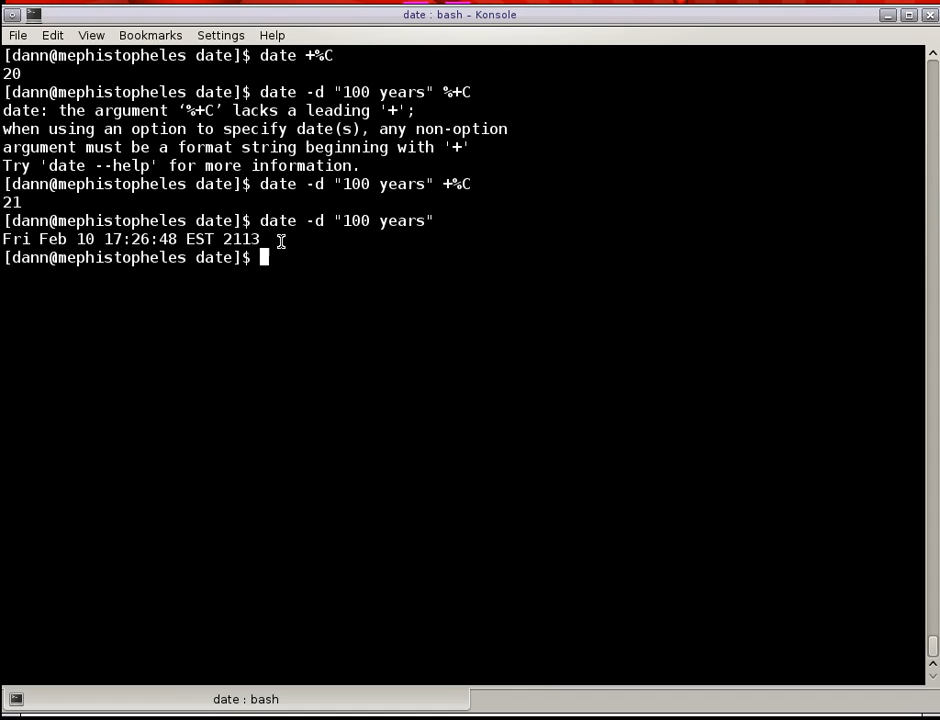 date : bash – Konsole
File Edit View Bookmarks Settings Help
[dann@mephistopheles date]$ date +%C
20
[dann@mephistopheles date]$ date -d "100 years" %+C
date: the argument ‘%+C’ lacks a leading '+';
when using an option to specify date(s), any non-option
argument must be a format string beginning with '+'
Try 'date --help' for more information.
[dann@mephistopheles date]$ date -d "100 years" +%C
21
[dann@mephistopheles date]$ date -d "100 years"
Fri Feb 10 17:26:48 EST 2113
[dann@mephistopheles date]$
date : bash